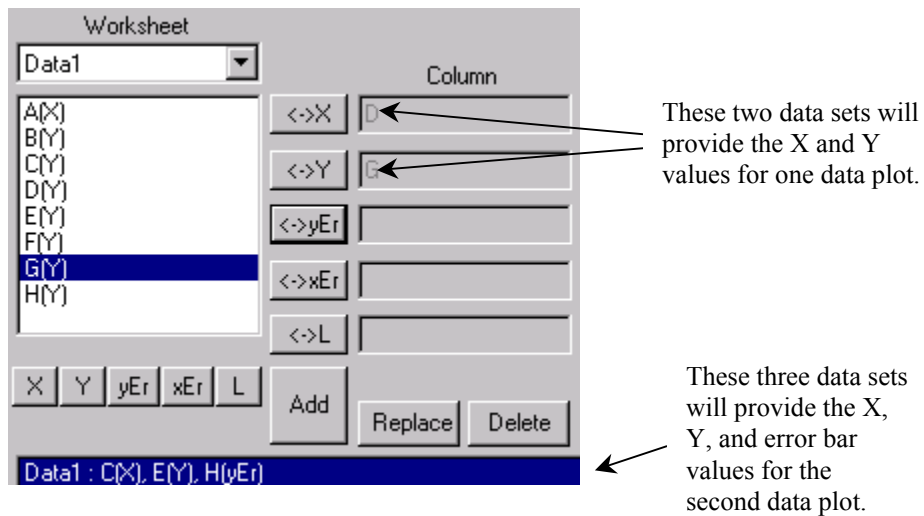 Worksheet
Data1
Column
A(X)
B(Y)
C(Y)
D(Y)
E(Y)
F(Y)
G(Y)
H(Y)
<->X D
<->Y G
<->yEr
<->xEr
<->L
X Y yEr xEr L
Add
Replace Delete
Data1 : C(X), E(Y), H(yEr)
These two data sets will
provide the X and Y
values for one data plot.
These three data sets
will provide the X,
Y, and error bar
values for the
second data plot.